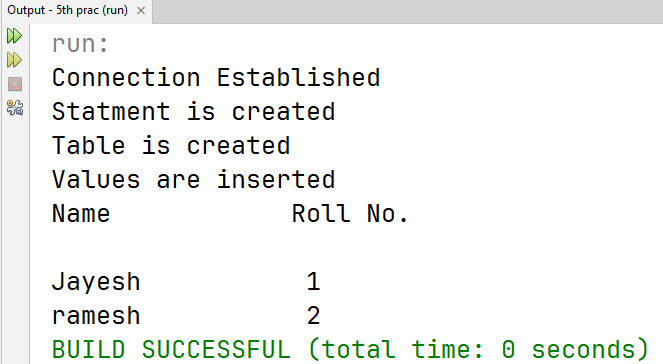 Output - 5th prac (run) ×
run:
Connection Established
Statment is created
Table is created
Values are inserted
Name Roll No.
Jayesh 1
ramesh 2
BUILD SUCCESSFUL (total time: 0 seconds)